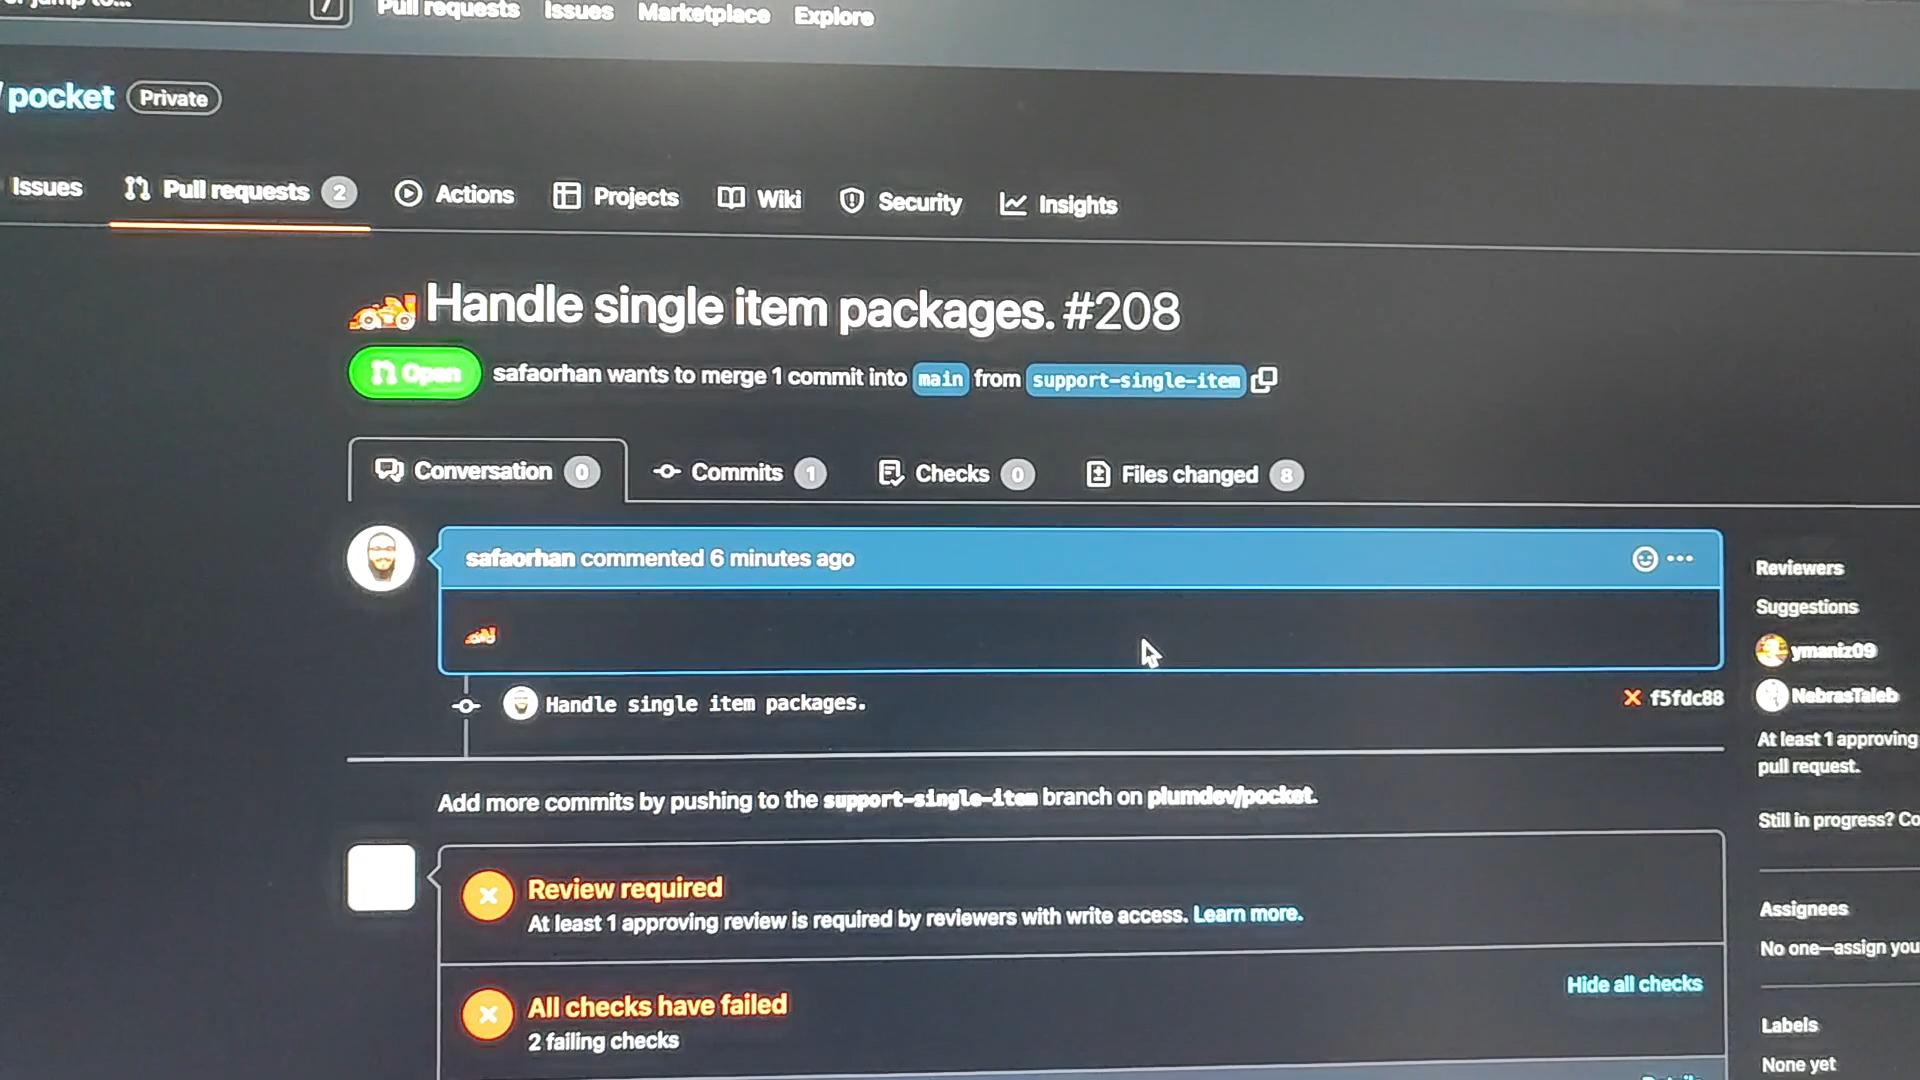 Pull requests Issues Marketplace Explore
/pocket Private
Issues Pull requests 2 Actions Projects Wiki Security Insights
Handle single item packages. #208
Open safaorhan wants to merge 1 commit into main from support-single-item
Conversation 0 Commits 1 Checks 0 Files changed 8
safaorhan commented 6 minutes ago
Handle single item packages. f5fdc88
Add more commits by pushing to the support-single-item branch on plumdev/pocket.
Review required
At least 1 approving review is required by reviewers with write access. Learn more.
All checks have failed
2 failing checks
Hide all checks
Reviewers
Suggestions
ymaniz09
NebrasTaleb
At least 1 approving
pull request.
Still in progress? Co
Assignees
No one—assign you
Labels
None yet